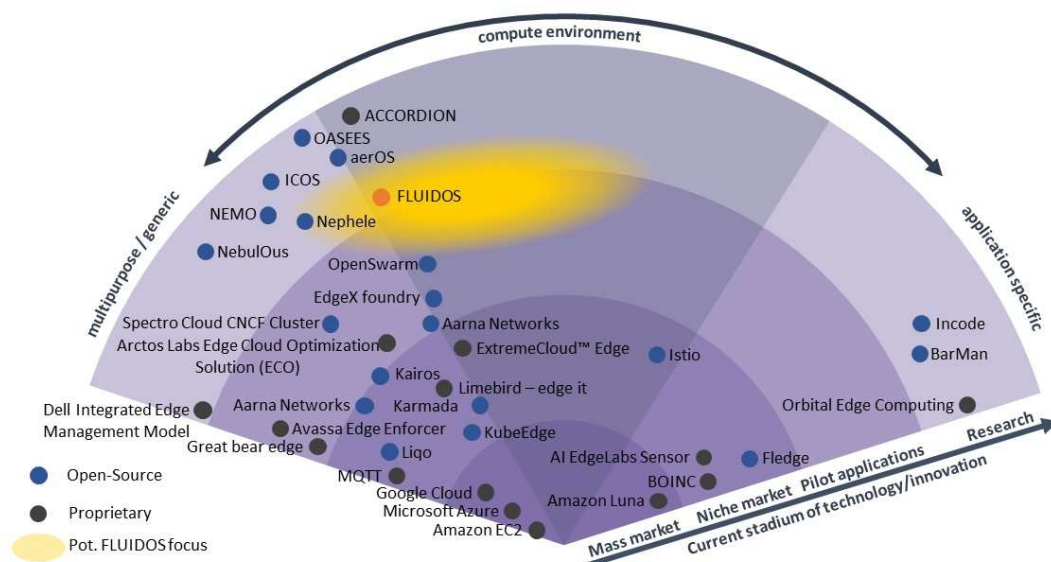 compute environment
ACCORDION
OASEES
aerOS
ICOS
FLUIDOS
NEMO
Nephele
NebulOus
multipurpose / generic
application specific
OpenSwarm
EdgeX foundry
Spectro Cloud CNCF Cluster
Aarna Networks
Incode
Arctos Labs Edge Cloud Optimization
Solution (ECO)
ExtremeCloud™ Edge
Istio
BarMan
Kairos
Limebird – edge it
Dell Integrated Edge
Management Model
Aarna Networks
Karmada
Orbital Edge Computing
Avassa Edge Enforcer
KubeEdge
Great bear edge
Liqo
AI EdgeLabs Sensor
Fledge
MQTT
BOINC
Google Cloud
Microsoft Azure
Amazon Luna
Amazon EC2
Mass market
Niche market
Pilot applications
Research
Current stadium of technology/innovation
Open-Source
Proprietary
Pot. FLUIDOS focus